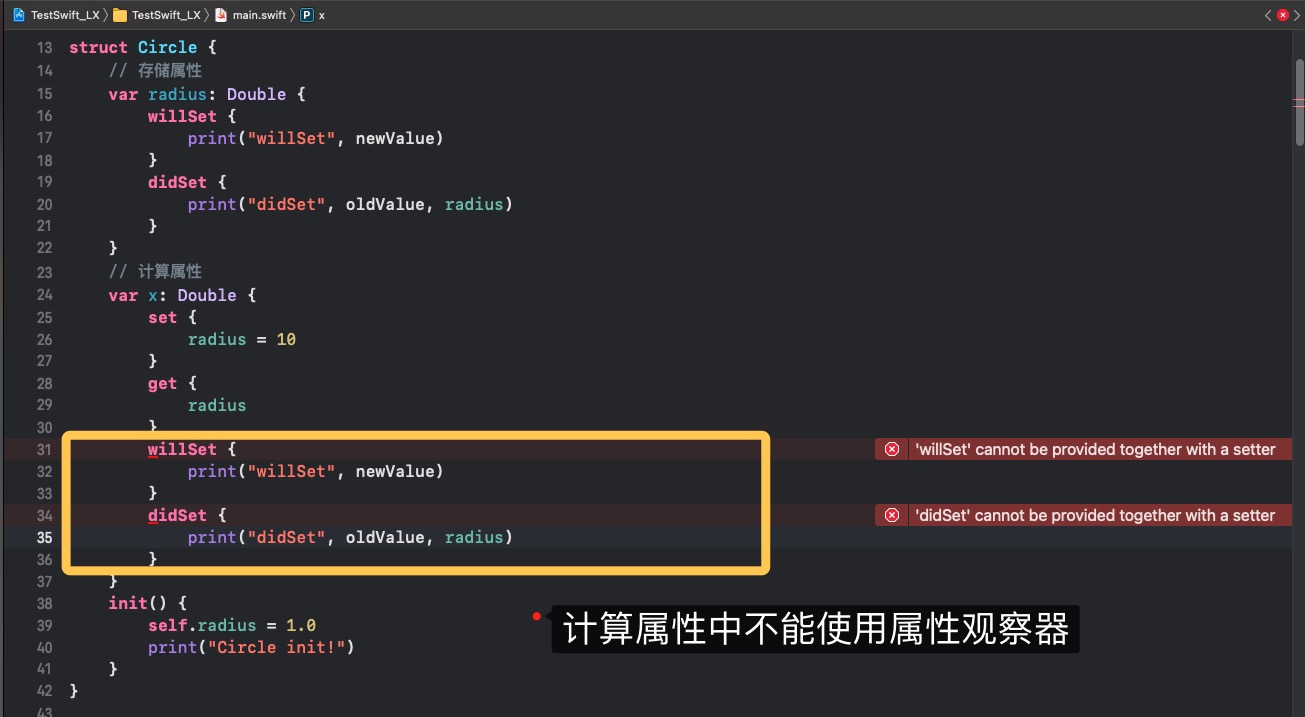 TestSwift_LX 〉 TestSwift_LX 〉 main.swift 〉 P x
13 struct Circle {
14     // 存储属性
15     var radius: Double {
16         willSet {
17             print("willSet", newValue)
18         }
19         didSet {
20             print("didSet", oldValue, radius)
21         }
22     }
23     // 计算属性
24     var x: Double {
25         set {
26             radius = 10
27         }
28         get {
29             radius
30         }
31         willSet { 'willSet' cannot be provided together with a setter
32             print("willSet", newValue)
33         }
34         didSet { 'didSet' cannot be provided together with a setter
35             print("didSet", oldValue, radius)
36         }
37     }
38     init() {
39         self.radius = 1.0
40         print("Circle init!")
41     }
42 }
43
计算属性中不能使用属性观察器